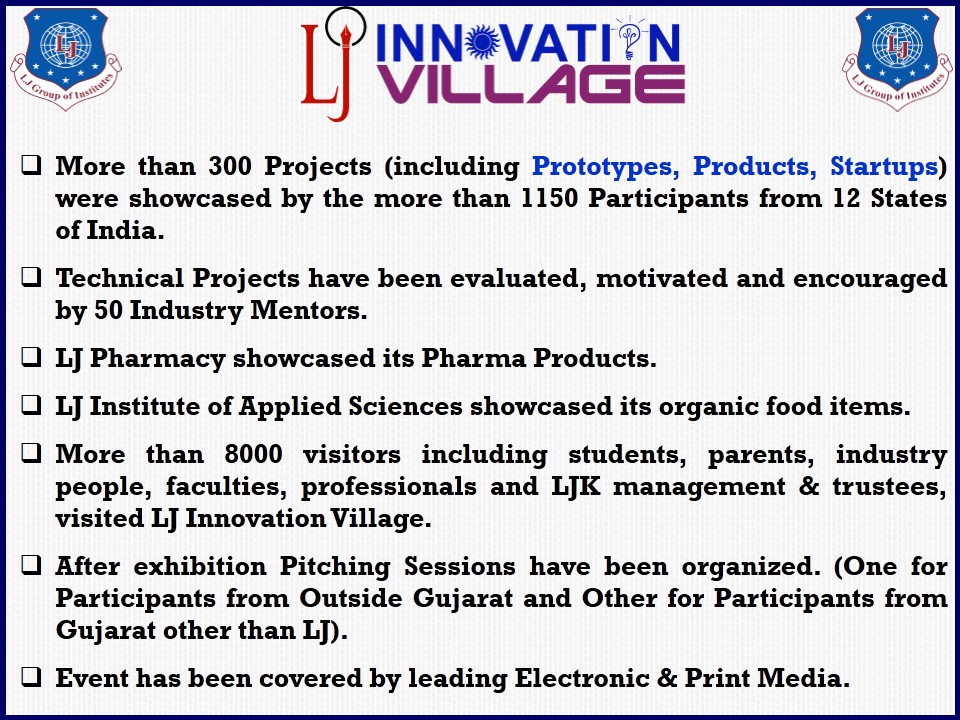 LJ
LJ Group of Institutes
LJ INNOVATION
VILLAGE
LJ
LJ Group of Institutes
More than 300 Projects (including Prototypes, Products, Startups)
were showcased by the more than 1150 Participants from 12 States
of India.
Technical Projects have been evaluated, motivated and encouraged
by 50 Industry Mentors.
LJ Pharmacy showcased its Pharma Products.
LJ Institute of Applied Sciences showcased its organic food items.
More than 8000 visitors including students, parents, industry
people, faculties, professionals and LJK management & trustees,
visited LJ Innovation Village.
After exhibition Pitching Sessions have been organized. (One for
Participants from Outside Gujarat and Other for Participants from
Gujarat other than LJ).
Event has been covered by leading Electronic & Print Media.